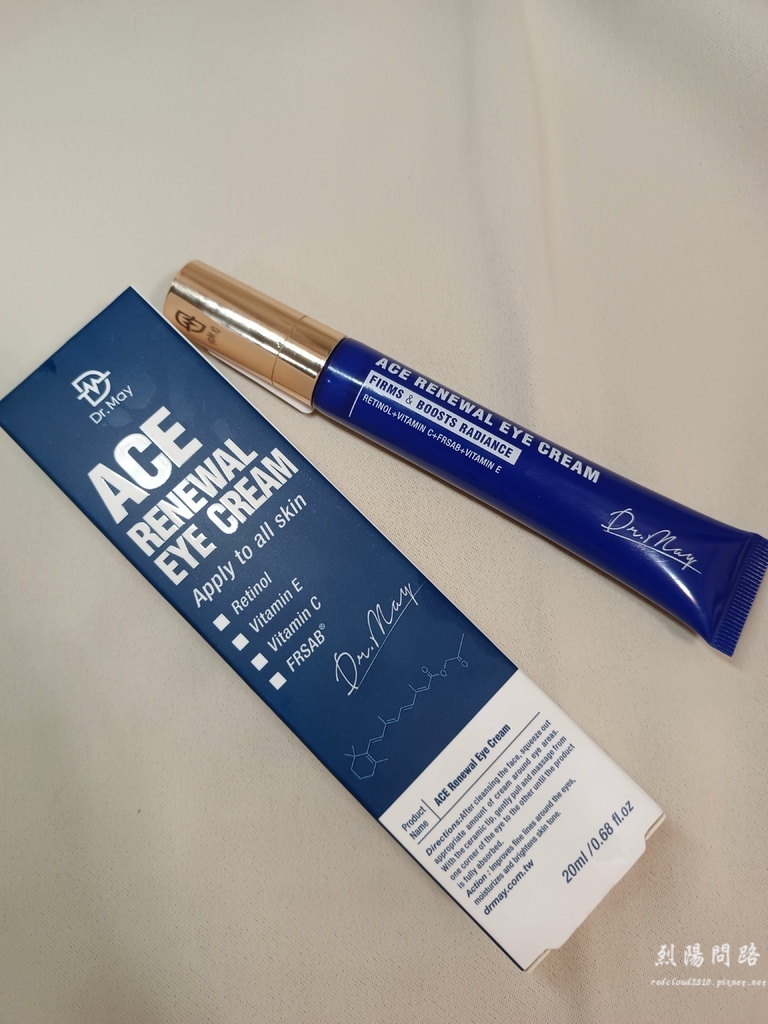 Dr. May
ACE
RENEWAL
EYE CREAM
Apply to all skin
Retinol
Vitamin E
Vitamin C
FRSAB®
Dr. May
Product
Name
ACE Renewal Eye Cream
Directions:After cleansing the face, squeeze out
appropriate amount of cream around eye areas.
With the ceramic tip, gently pull and massage from
one corner of the eye to the other until the product
is fully absorbed.
Action : Improves fine lines around the eyes,
moisturizes and brightens skin tone.
drmay.com.tw
20ml / 0.68 fl.oz
ACE RENEWAL EYE CREAM
FIRMS & BOOSTS RADIANCE
RETINOL+VITAMIN C+FRSAB+VITAMIN E
Dr. May
烈陽問路
redcloud2810.pixnet.net